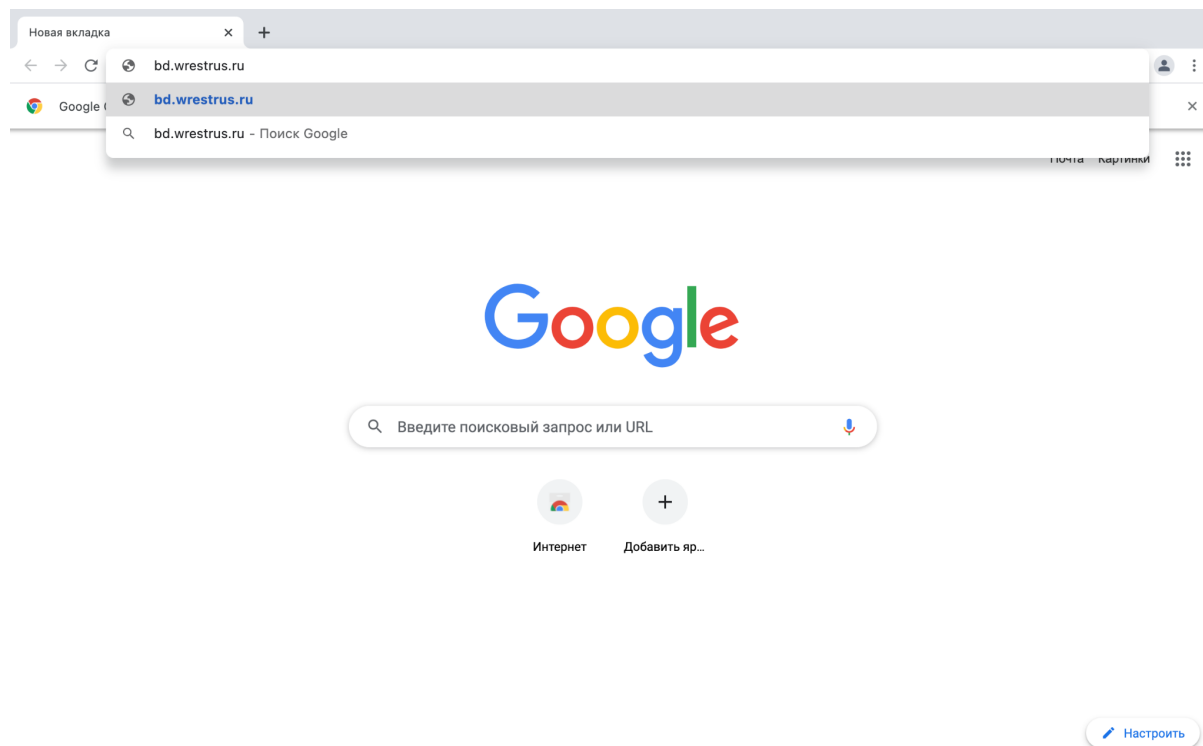 Новая вкладка
bd.wrestrus.ru
bd.wrestrus.ru
Google
bd.wrestrus.ru - Поиск Google
Почта Картинки
Google
Введите поисковый запрос или URL
Интернет
Добавить яр...
Настроить